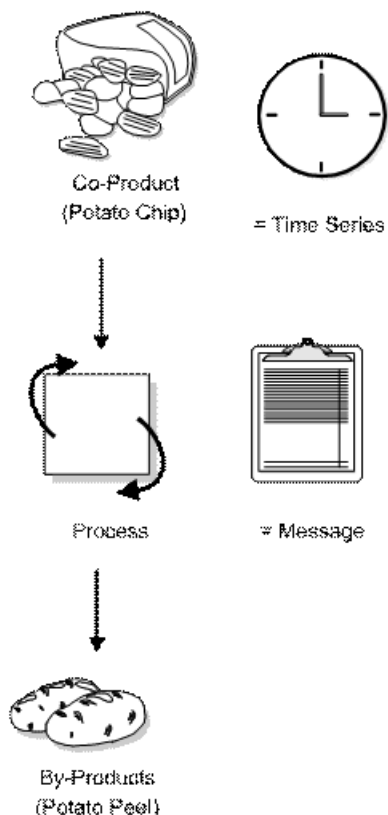 Co-Product
(Potato Chip)
= Time Series
Process
= Message
By-Products
(Potato Peel)